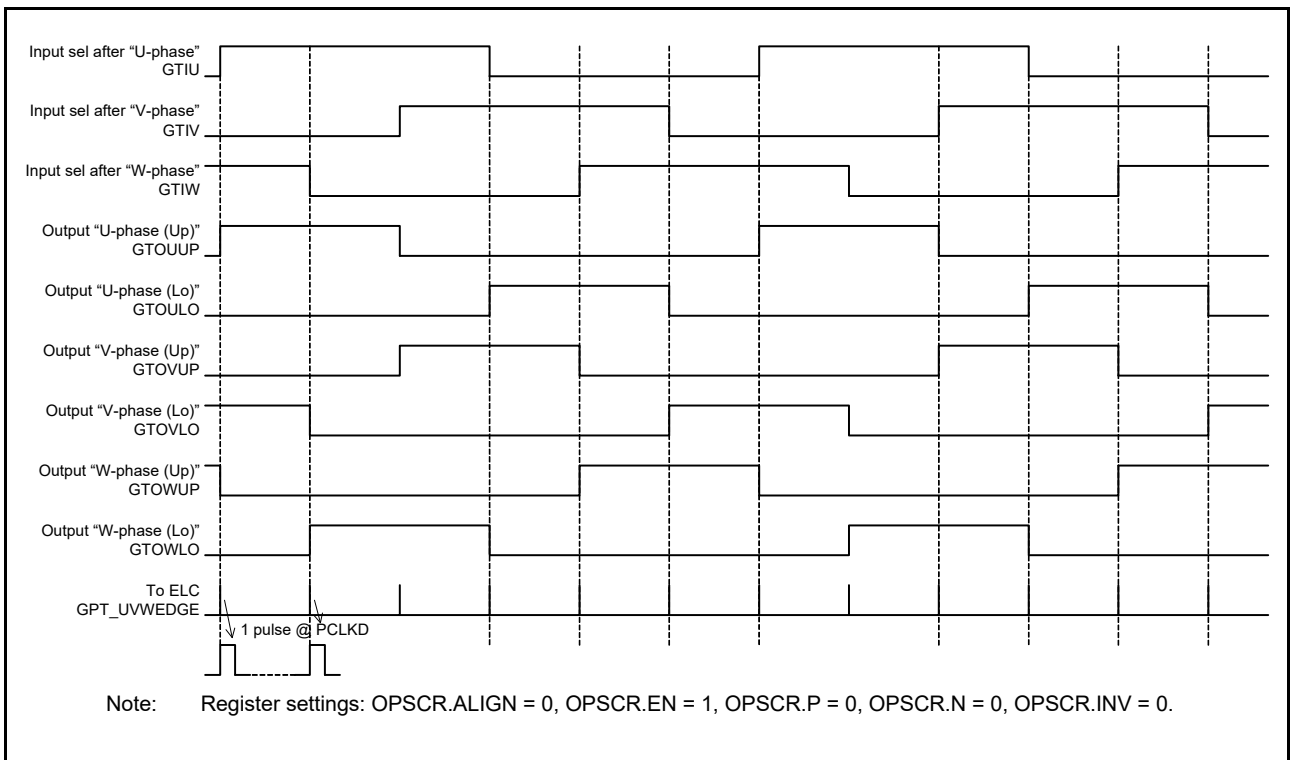 Input sel after “U-phase”
GTIU
Input sel after “V-phase”
GTIV
Input sel after “W-phase”
GTIW
Output “U-phase (Up)”
GTOUUP
Output “U-phase (Lo)”
GTOULO
Output “V-phase (Up)”
GTOVUP
Output “V-phase (Lo)”
GTOVLO
Output “W-phase (Up)”
GTOWUP
Output “W-phase (Lo)”
GTOWLO
To ELC
GPT_UVWEDGE
1 pulse @ PCLKD
Note: Register settings: OPSCR.ALIGN = 0, OPSCR.EN = 1, OPSCR.P = 0, OPSCR.N = 0, OPSCR.INV = 0.